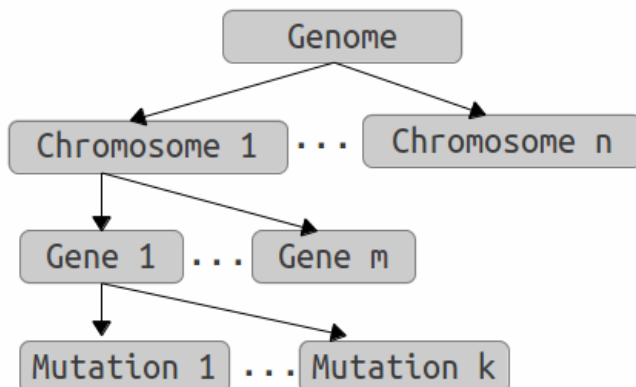 Genome
Chromosome 1 ... Chromosome n
Gene 1 ... Gene m
Mutation 1 ... Mutation k